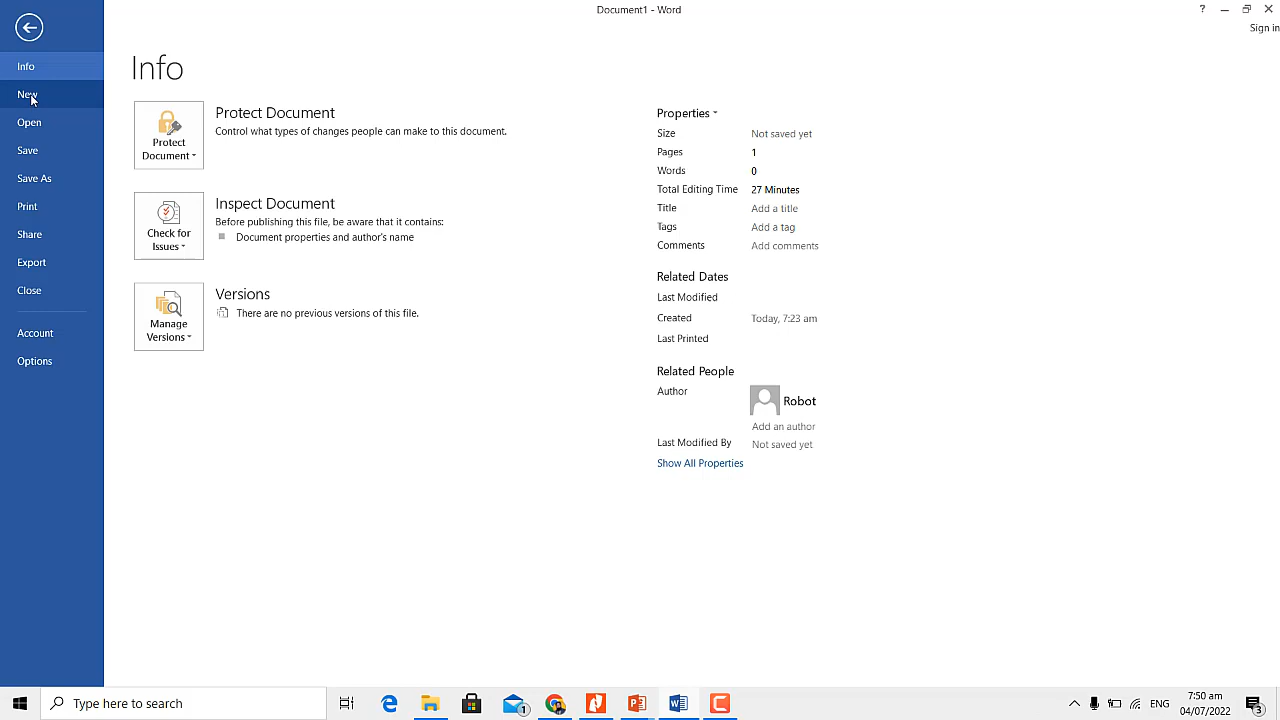 Document1 - Word
?
Sign in
Info
New
Open
Save
Save As
Print
Share
Export
Close
Account
Options
Info
Protect Document
Protect Document
Control what types of changes people can make to this document.
Check for Issues
Inspect Document
Before publishing this file, be aware that it contains:
Document properties and author's name
Manage Versions
Versions
There are no previous versions of this file.
Properties
Size Not saved yet
Pages 1
Words 0
Total Editing Time 27 Minutes
Title Add a title
Tags Add a tag
Comments Add comments
Related Dates
Last Modified
Created Today, 7:23 am
Last Printed
Related People
Author Robot
Add an author
Last Modified By Not saved yet
Show All Properties
Type here to search
1
ENG
7:50 am
04/07/2022
3